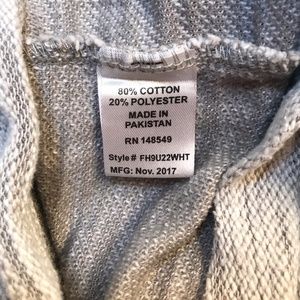 80% COTTON
20% POLYESTER
MADE IN
PAKISTAN
RN 148549
Style# FH9U22WHT
MFG: Nov. 2017